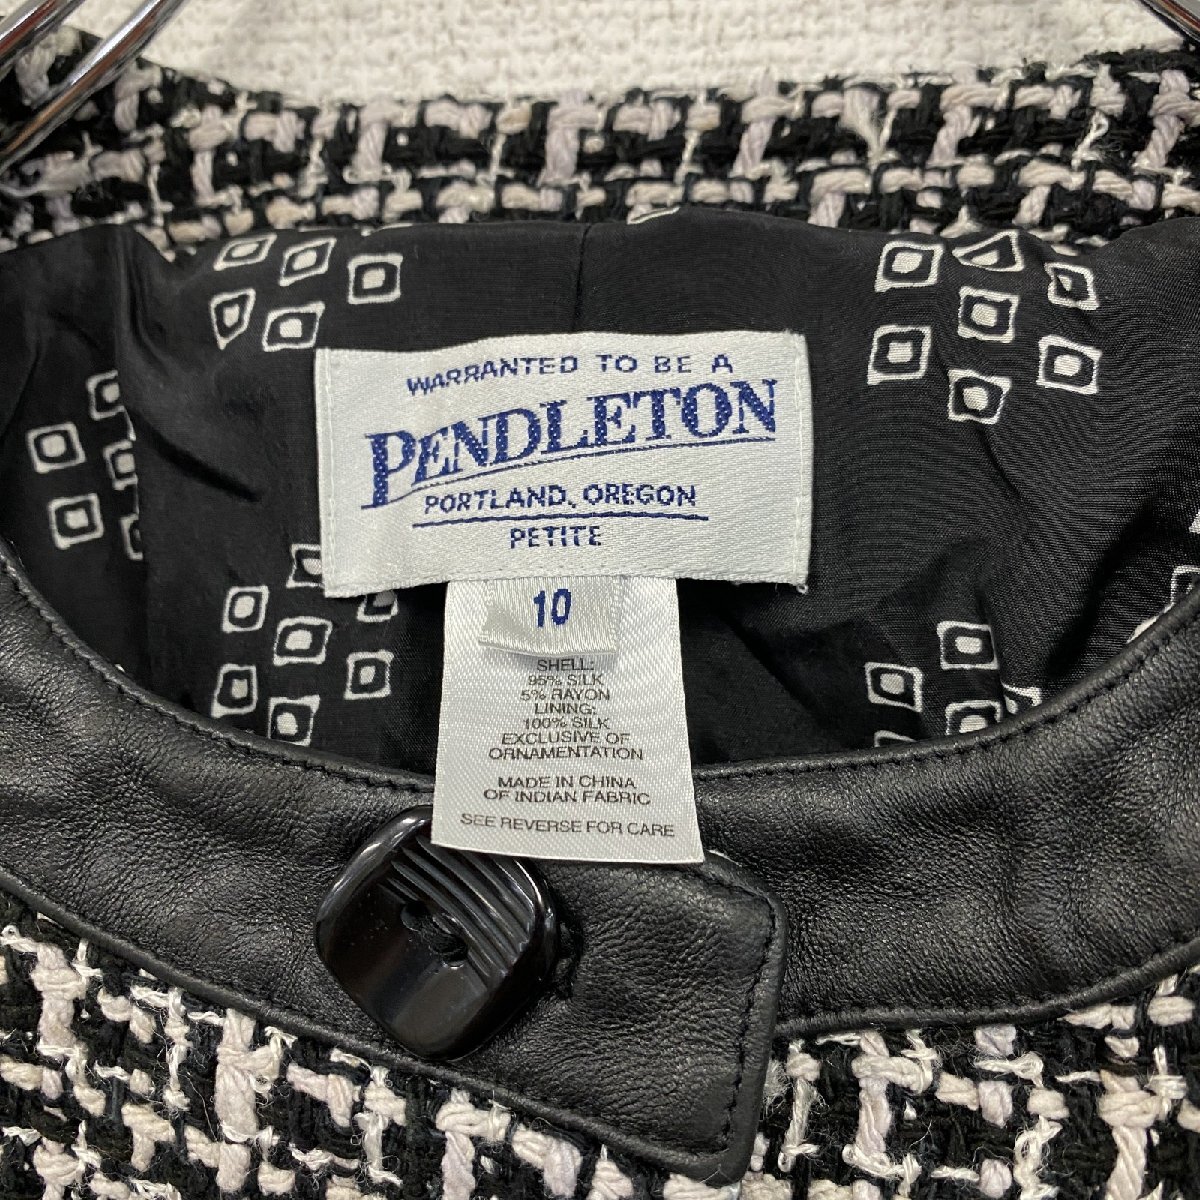 WARRANTED TO BE A
PENDLETON
PORTLAND, OREGON
PETITE
10
SHELL:
95% SILK
5% RAYON
LINING:
100% SILK
EXCLUSIVE OF
ORNAMENTATION
MADE IN CHINA
OF INDIAN FABRIC
SEE REVERSE FOR CARE